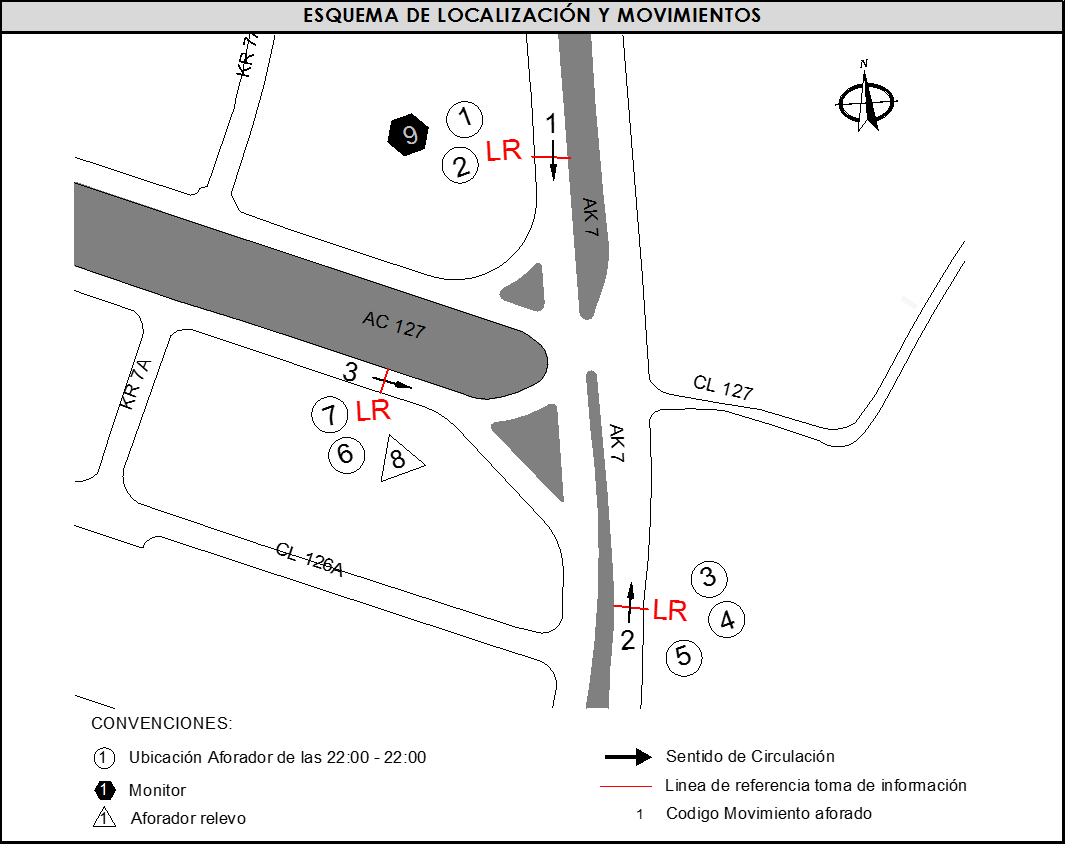 ESQUEMA DE LOCALIZACIÓN Y MOVIMIENTOS
KR 7A
N
9
1
1
2
LR
AK 7
AC 127
3
KR 7A
CL 127
7
LR
AK 7
6
8
CL 126A
3
LR
4
2
5
CONVENCIONES:
1 Ubicación Aforador de las 22:00 - 22:00
1 Monitor
1 Aforador relevo
Sentido de Circulación
Linea de referencia toma de información
1 Codigo Movimiento aforado